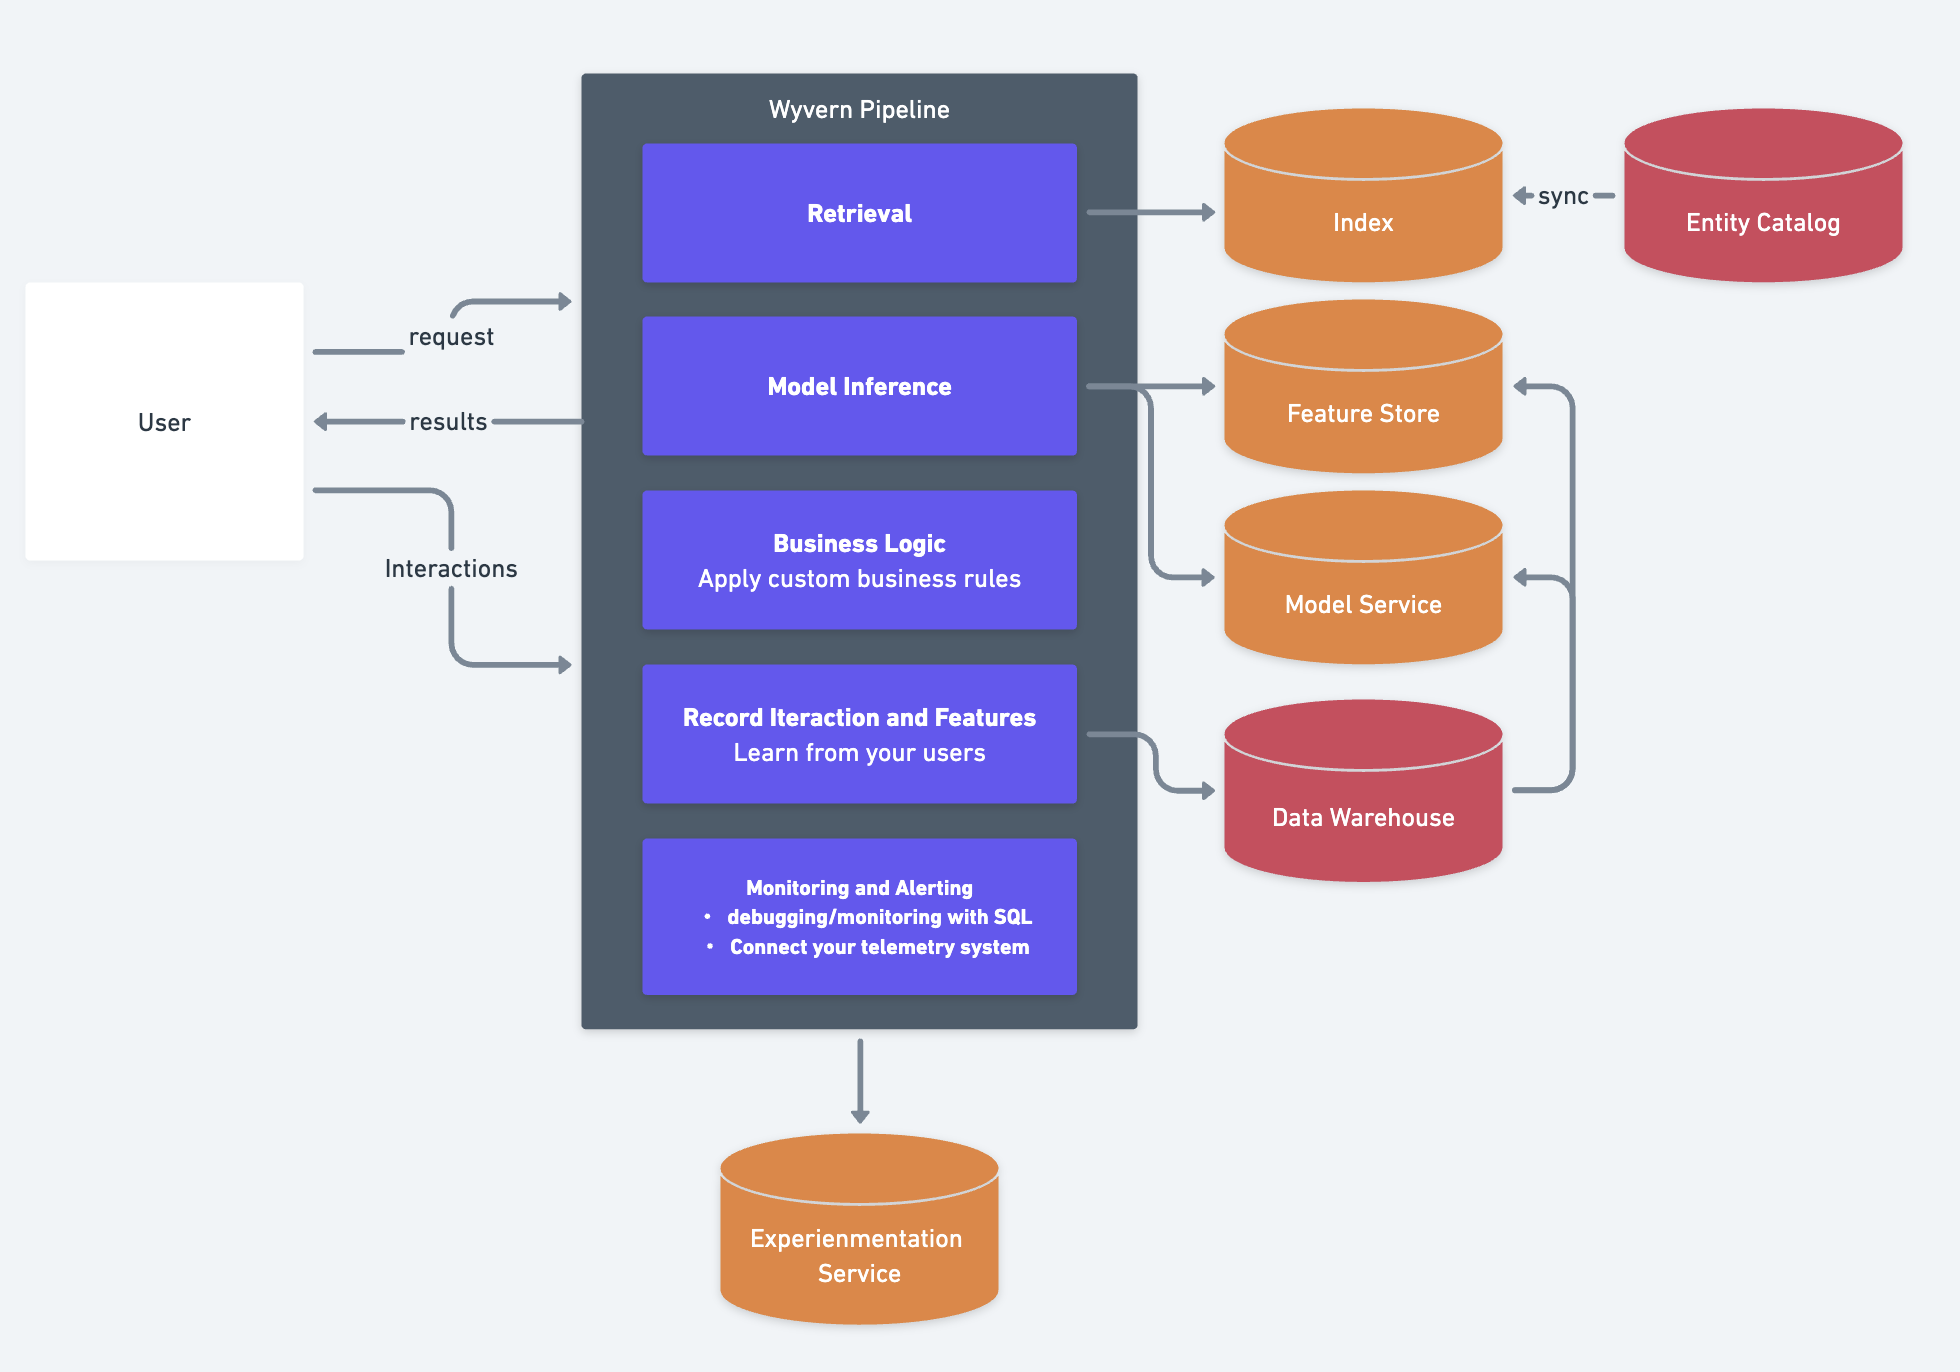 Wyvern Pipeline
Retrieval
Index
sync
Entity Catalog
request
Model Inference
Feature Store
User
results
Business Logic
Apply custom business rules
Interactions
Model Service
Record Iteraction and Features
Learn from your users
Data Warehouse
Monitoring and Alerting
• debugging/monitoring with SQL
• Connect your telemetry system
Experienmentation
Service